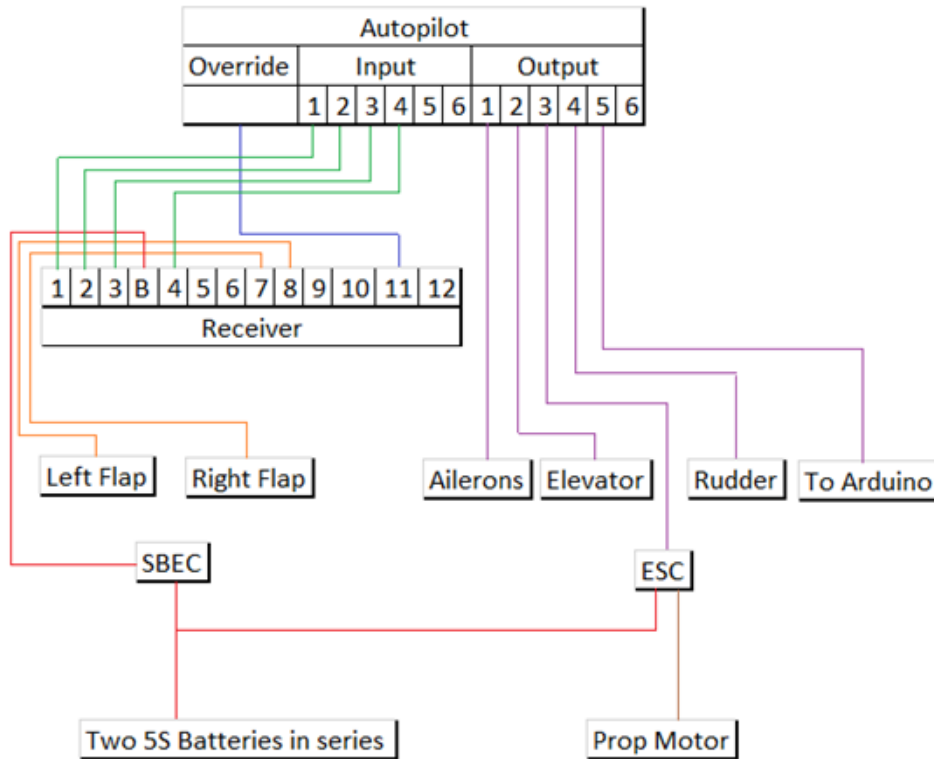 Autopilot
Override Input Output
1 2 3 4 5 6 1 2 3 4 5 6
1 2 3 B 4 5 6 7 8 9 10 11 12
Receiver
Left Flap Right Flap Ailerons Elevator Rudder To Arduino
SBEC ESC
Two 5S Batteries in series Prop Motor